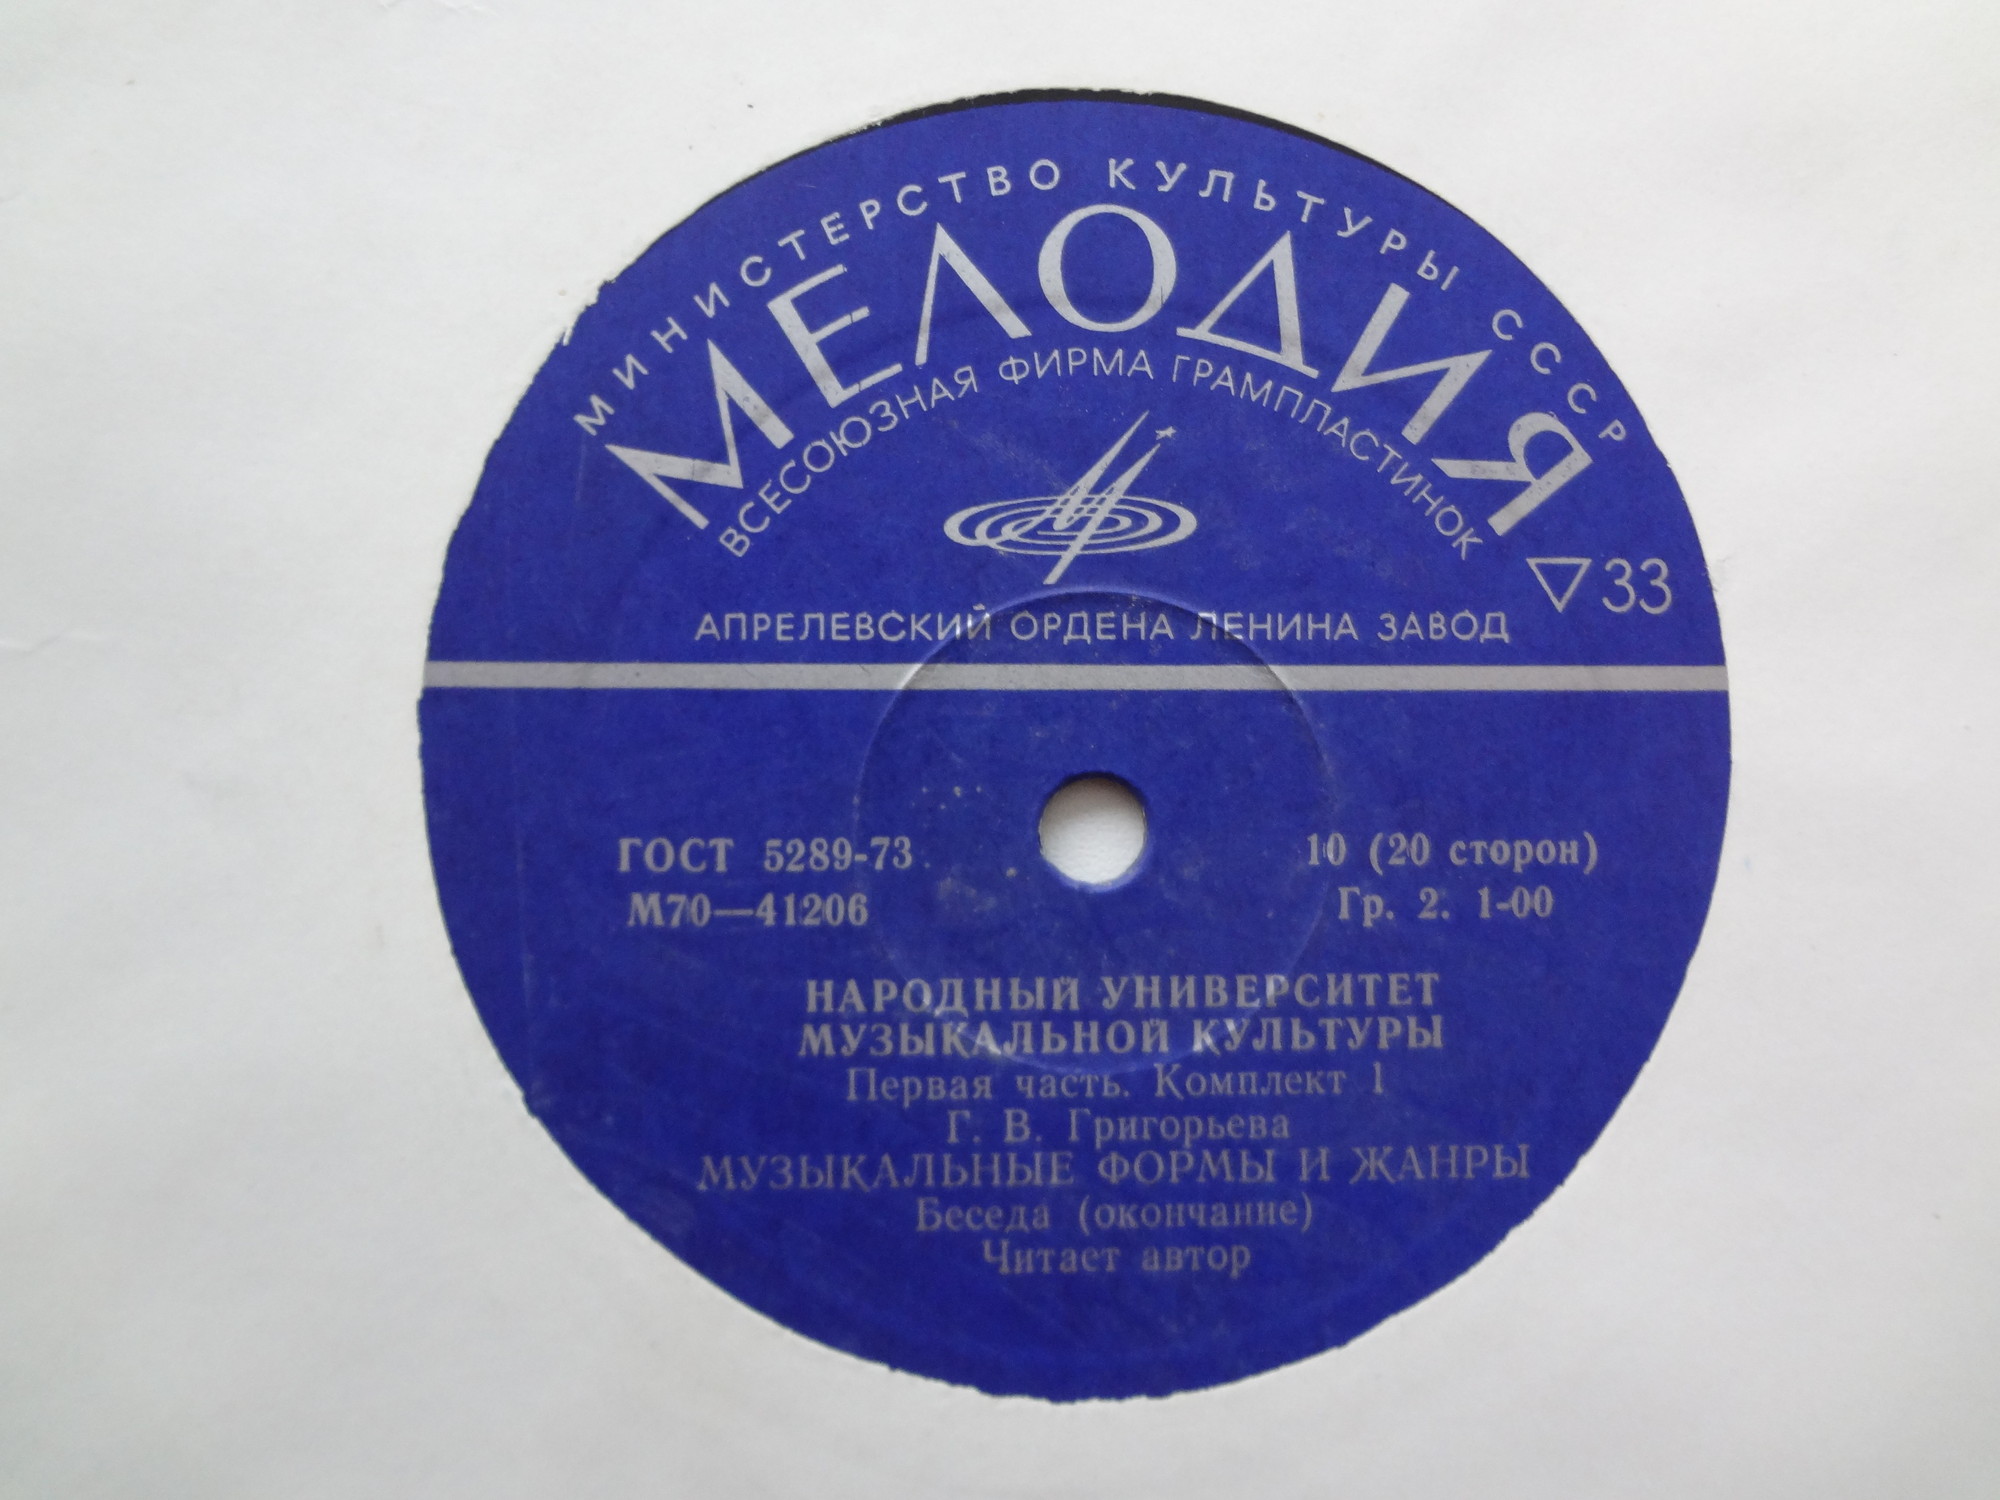 МИНИСТЕРСТВО КУЛЬТУРЫ СССР
МЕЛОДИЯ
ВСЕСОЮЗНАЯ ФИРМА ГРАМПЛАСТИНОК
▽33
АПРЕЛЕВСКИЙ ОРДЕНА ЛЕНИНА ЗАВОД
ГОСТ 5289-73
М70—41206
10 (20 сторон)
Гр. 2. 1-00
НАРОДНЫЙ УНИВЕРСИТЕТ
МУЗЫКАЛЬНОЙ КУЛЬТУРЫ
Первая часть. Комплект 1
Г. В. Григорьева
МУЗЫКАЛЬНЫЕ ФОРМЫ И ЖАНРЫ
Беседа (окончание)
Читает автор